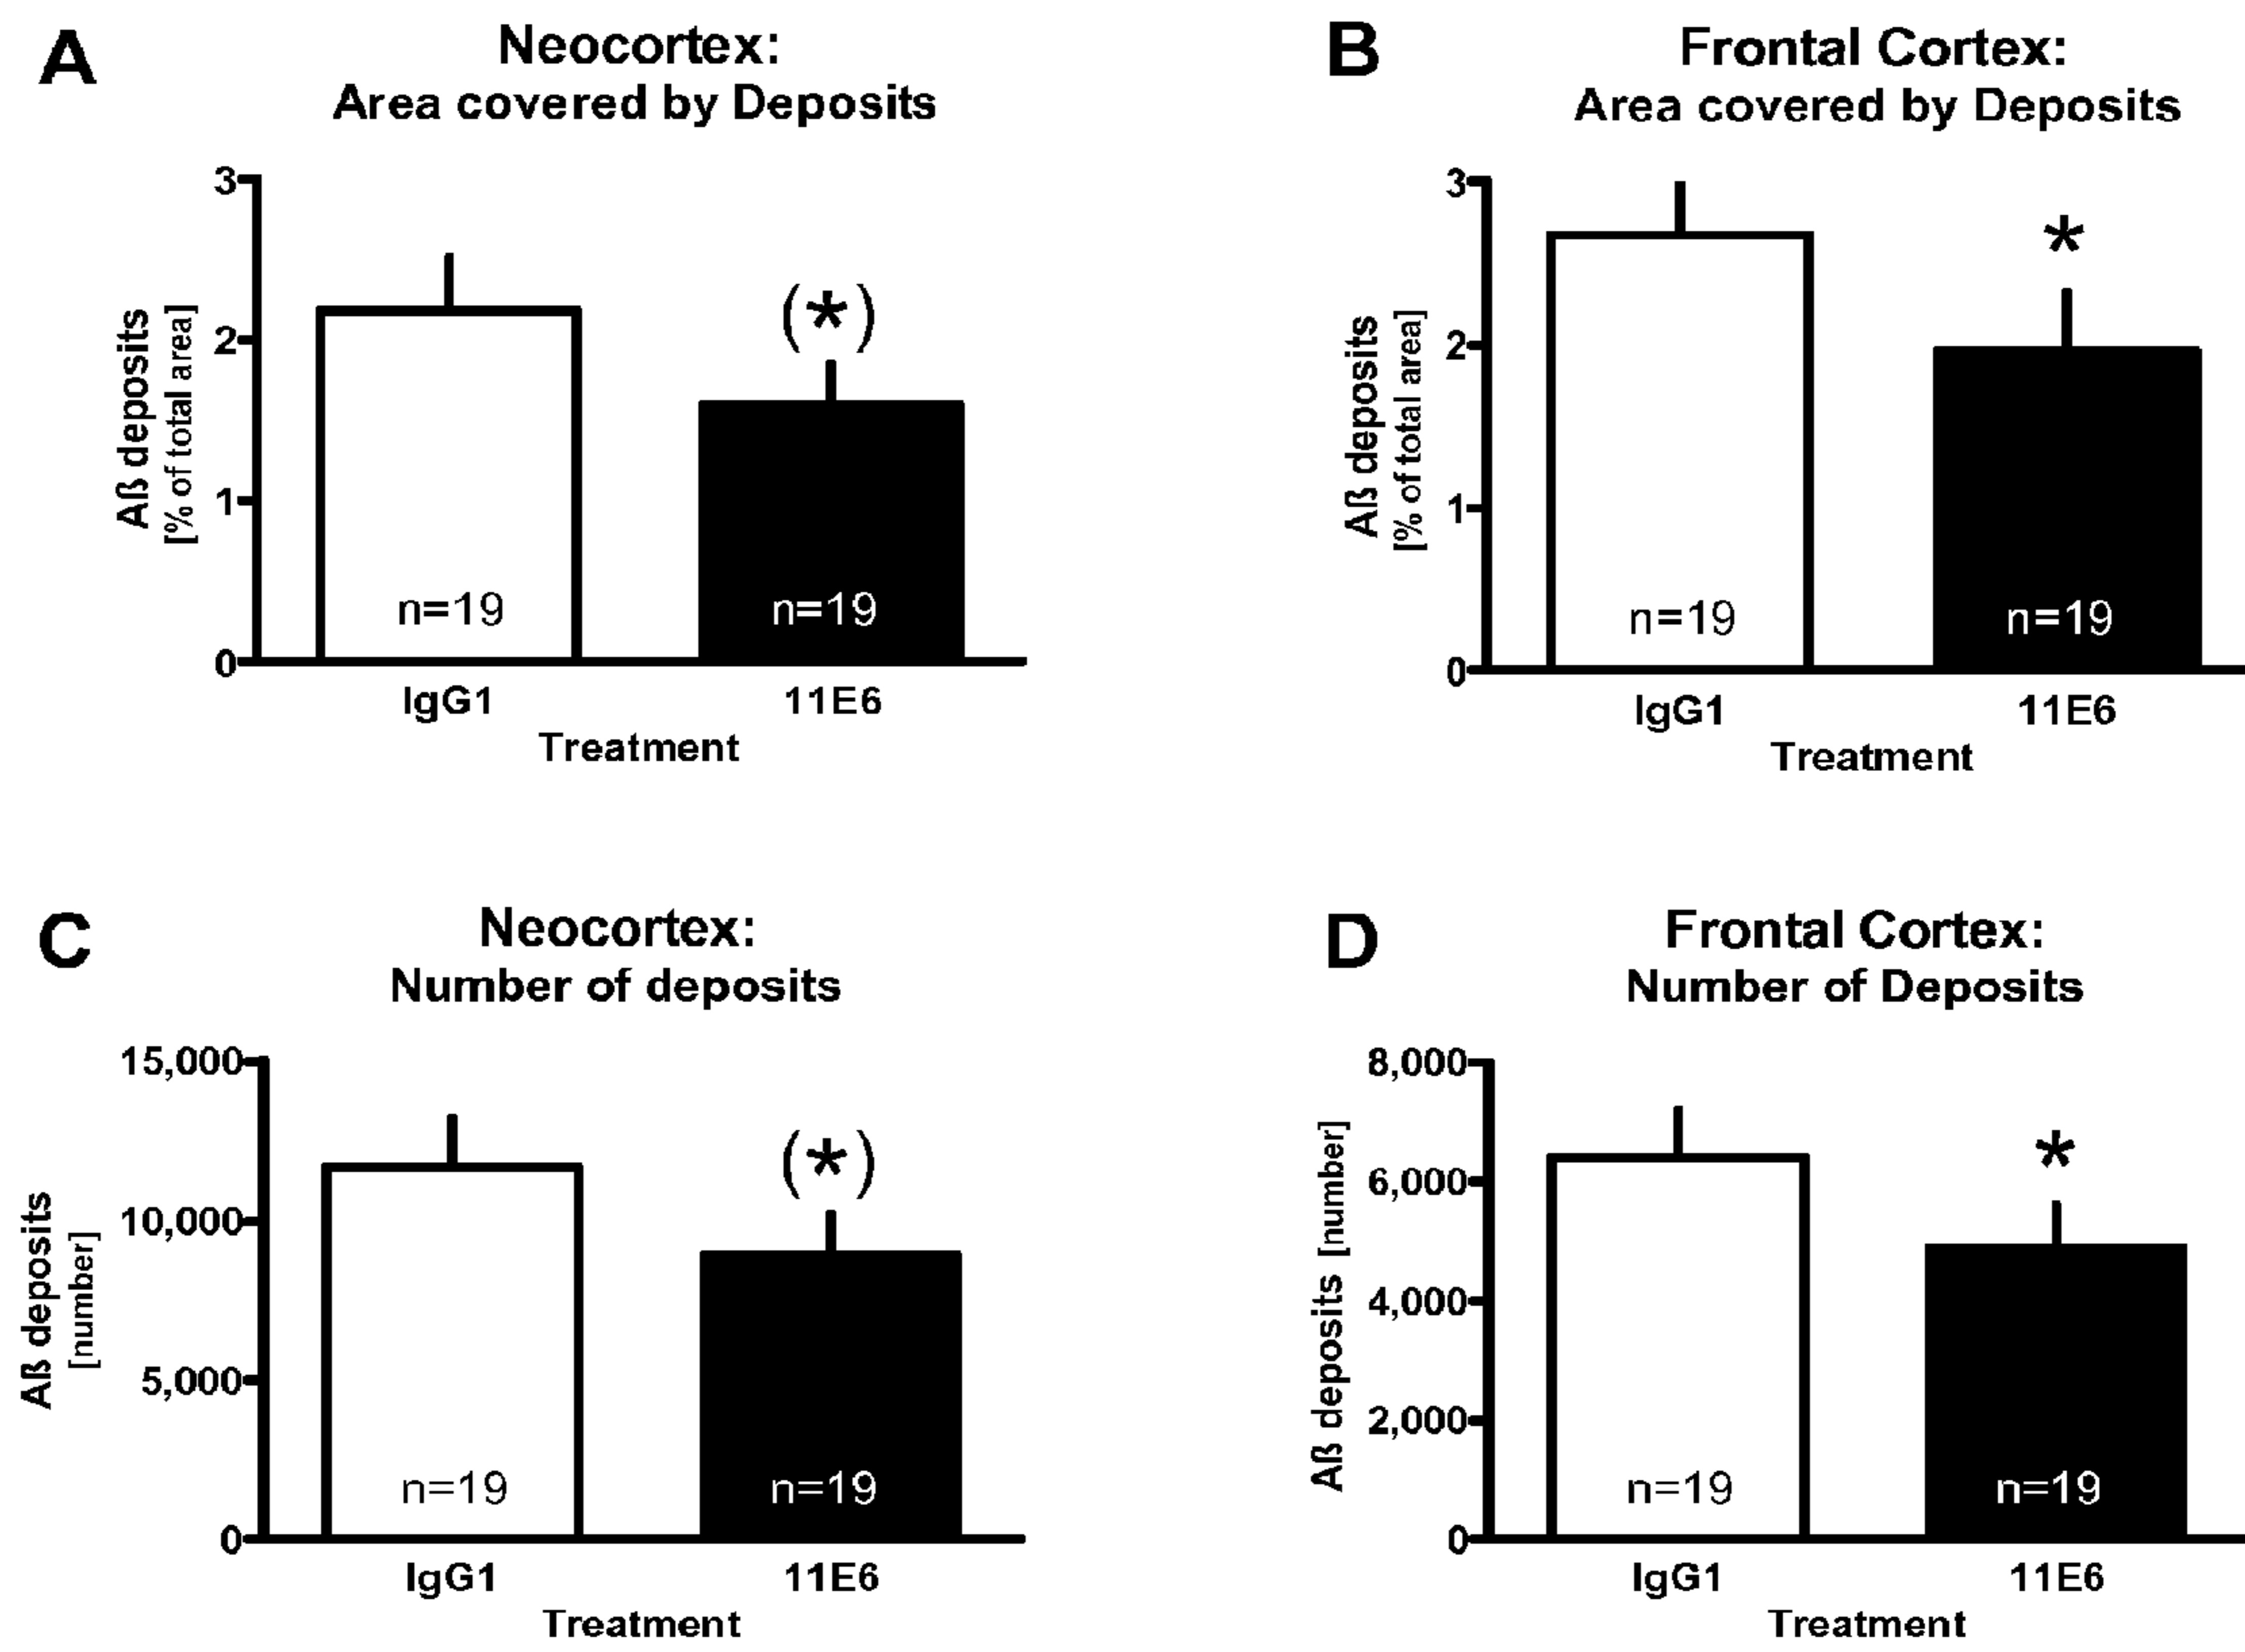 A
Neocortex:
Area covered by Deposits
Aß deposits
[% of total area]
3
2
1
0
(*)
n=19
n=19
IgG1
11E6
Treatment
B
Frontal Cortex:
Area covered by Deposits
Aß deposits
[% of total area]
3
2
1
0
*
n=19
n=19
IgG1
11E6
Treatment
C
Neocortex:
Number of deposits
Aß deposits
[number]
15,000
10,000
5,000
0
(*)
n=19
n=19
IgG1
11E6
Treatment
D
Frontal Cortex:
Number of Deposits
Aß deposits [number]
8,000
6,000
4,000
2,000
0
*
n=19
n=19
IgG1
11E6
Treatment